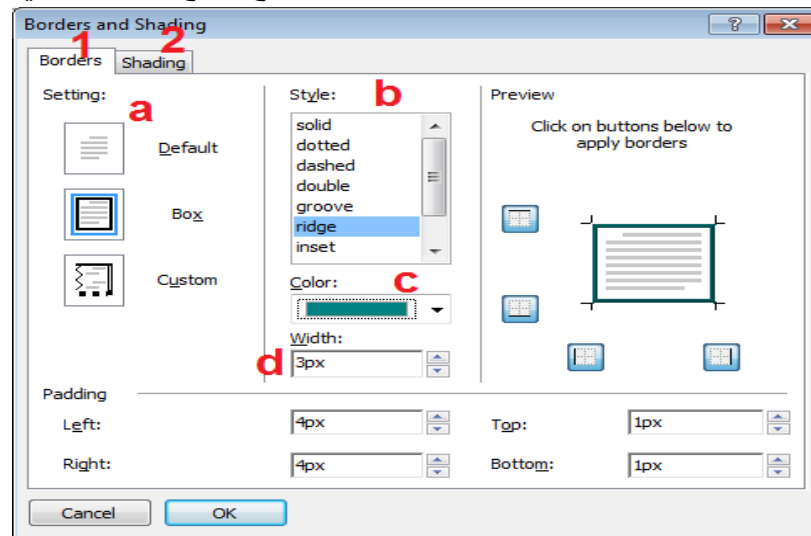 Borders and Shading
1 2
Borders Shading
Setting: Style: b Preview
a
Click on buttons below to
apply borders
Default
Box
Custom
solid
dotted
dashed
double
groove
ridge
inset
Color: c
Width:
d 3px
Padding
Left: 4px Top: 1px
Right: 4px Bottom: 1px
Cancel OK